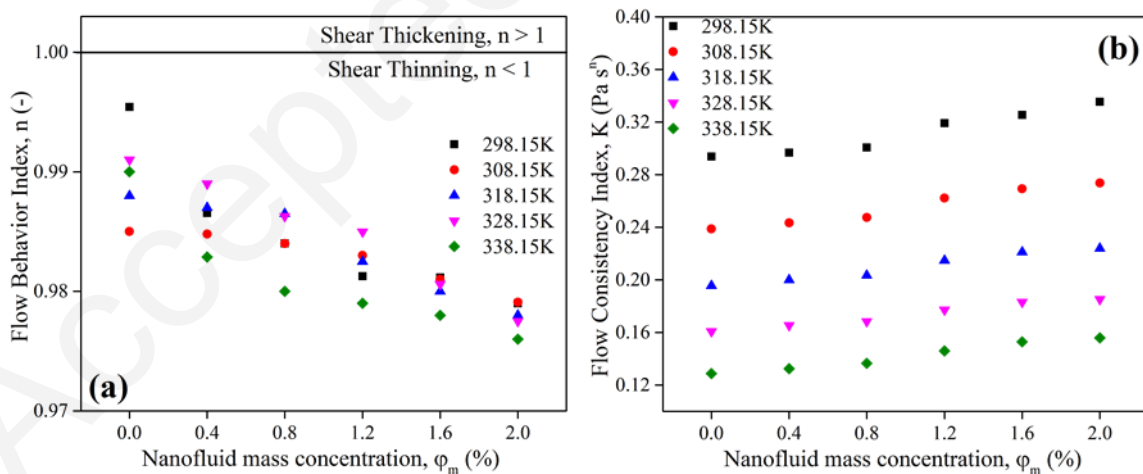 Accepte
Shear Thickening, n > 1
Shear Thinning, n < 1
1.00
0.99
0.98
0.97
Flow Behavior Index, n (-)
298.15K
308.15K
318.15K
328.15K
338.15K
(a)
0.0 0.4 0.8 1.2 1.6 2.0
Nanofluid mass concentration, φm (%)
(b)
298.15K
308.15K
318.15K
328.15K
338.15K
0.40
0.36
0.32
0.28
0.24
0.20
0.16
0.12
Flow Consistency Index, K (Pa sⁿ)
0.0 0.4 0.8 1.2 1.6 2.0
Nanofluid mass concentration, φm (%)